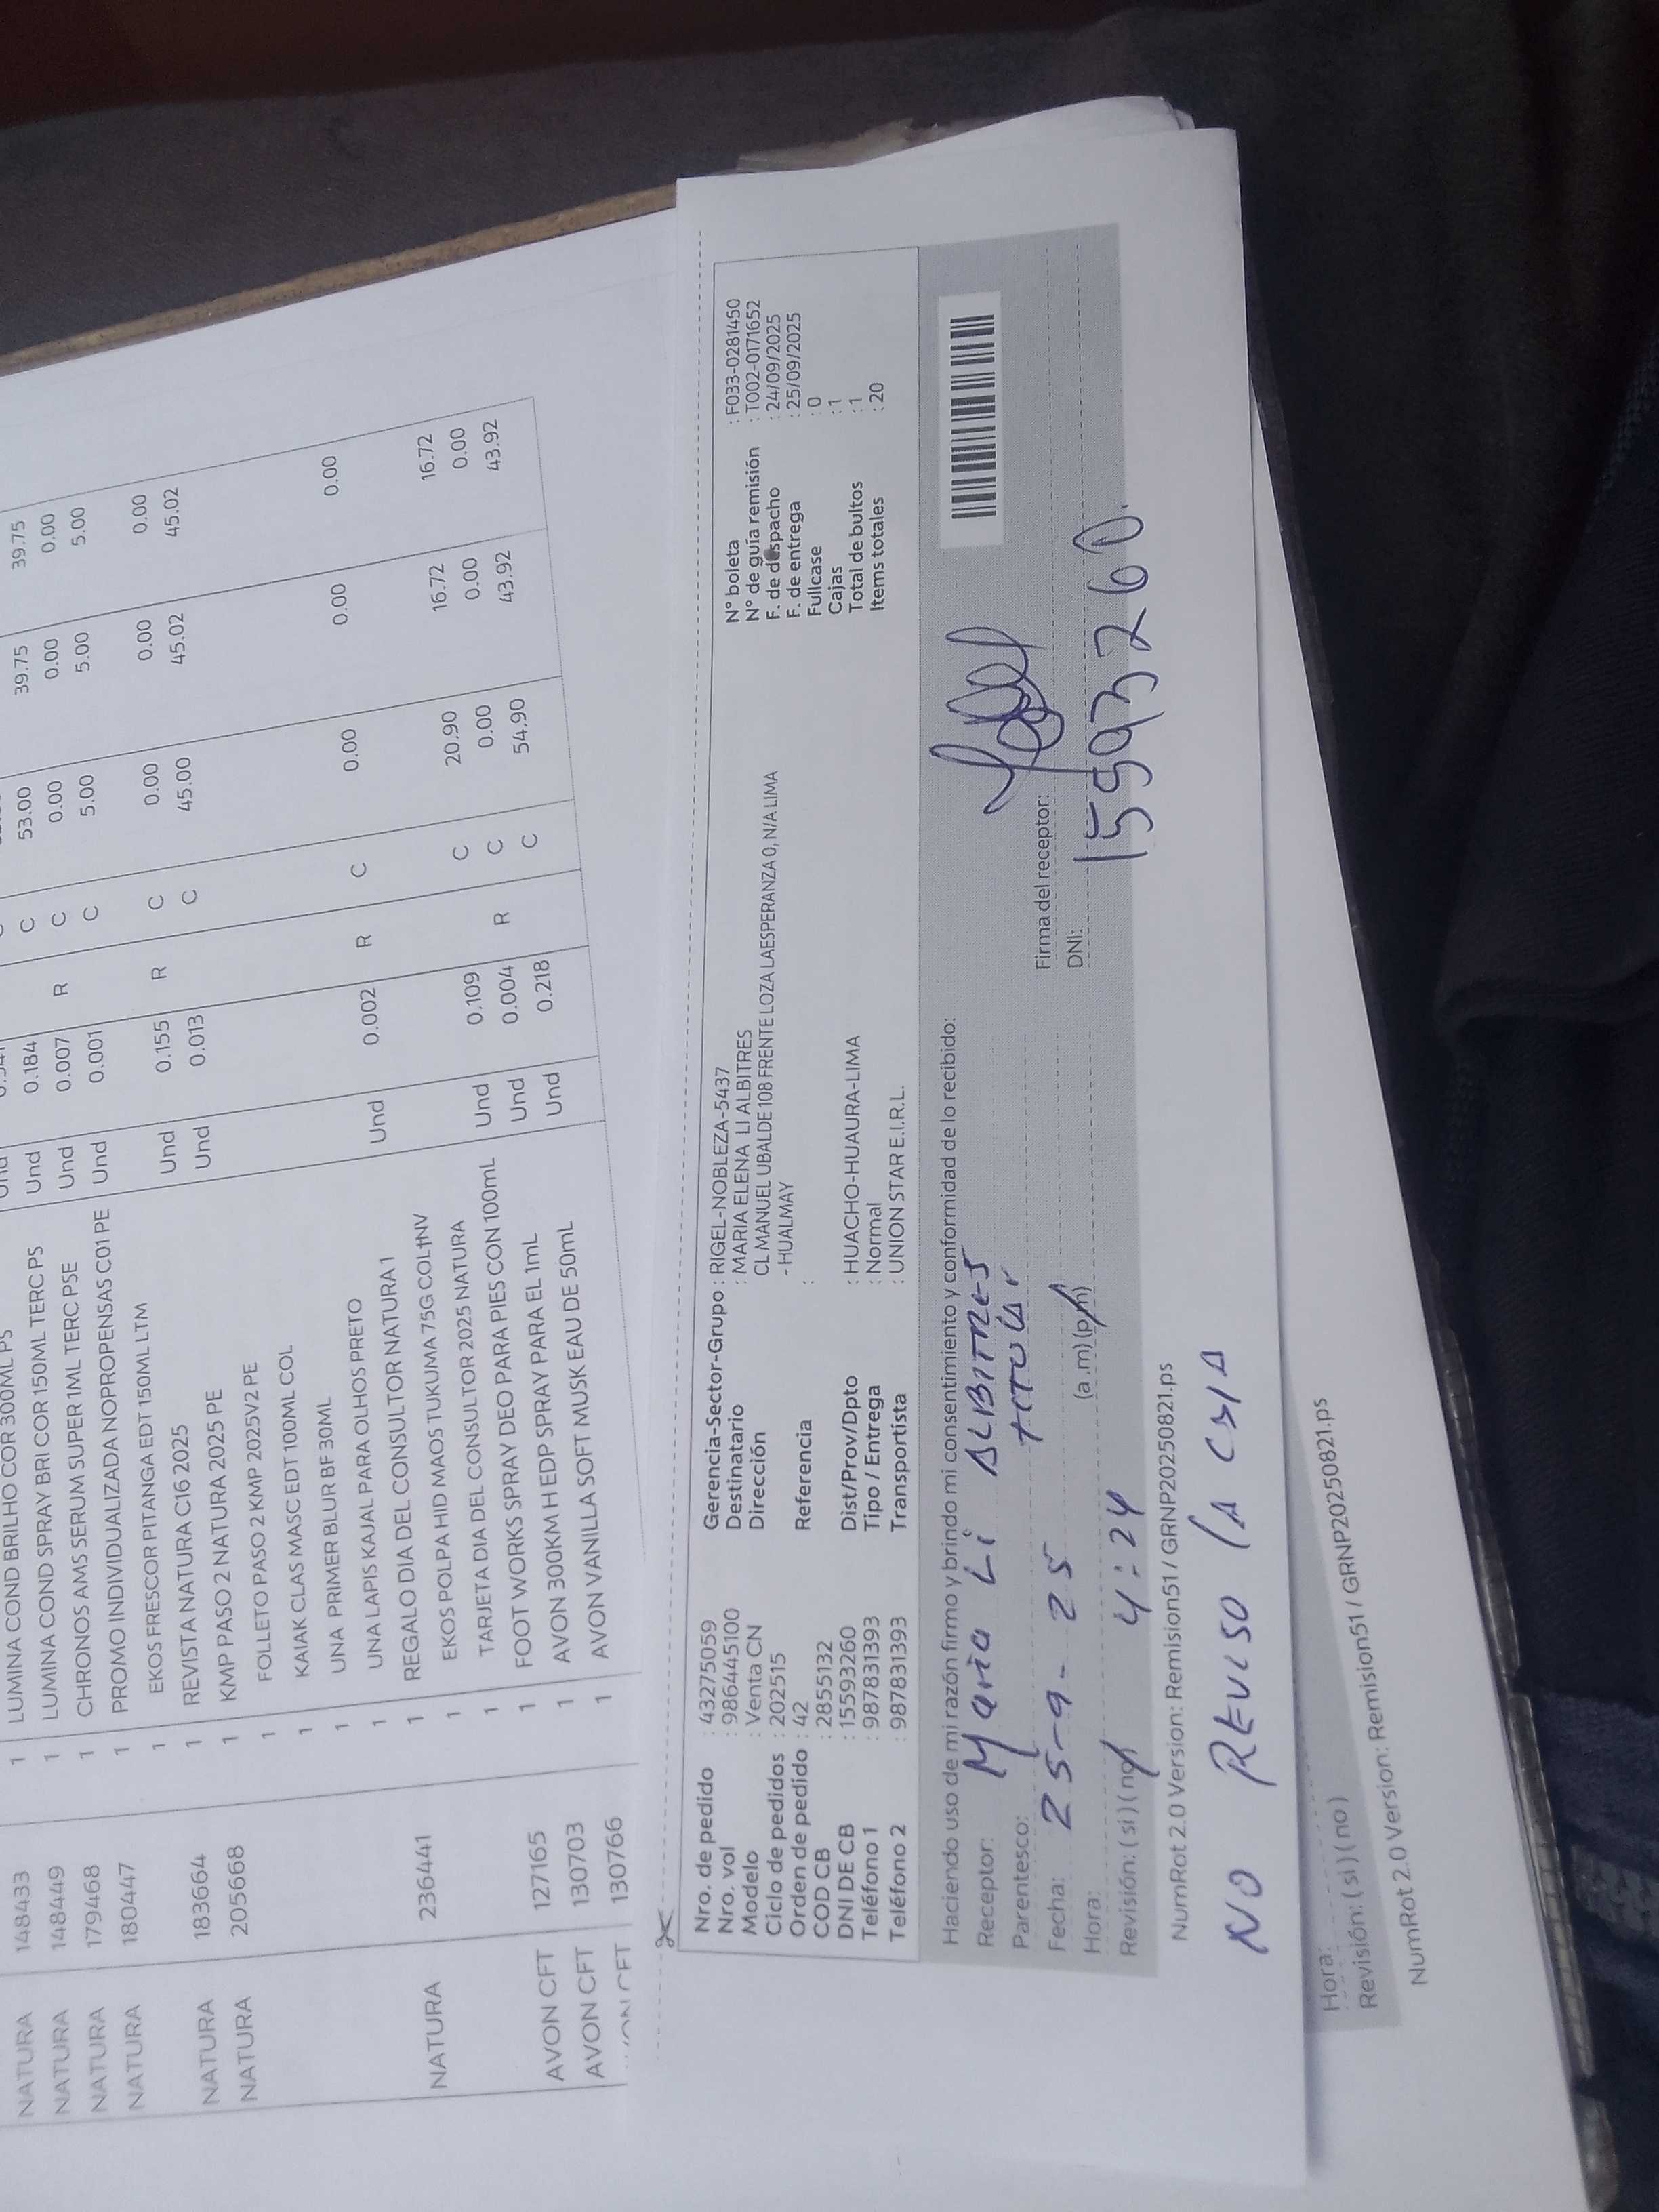 LUMINA COND BRILHO COR 300ML PS
NATURA 148433 1 LUMINA COND SPRAY BRI COR 150ML TERC PS Und 0.184 C 53.00 39.75 39.75
NATURA 148449 1 CHRONOS AMS SERUM SUPER 1ML TERC PSE Und 0.007 R C 0.00 0.00 0.00
NATURA 179468 1 PROMO INDIVIDUALIZADA NOPROPENSAS C01 PE Und 0.001 C 5.00 5.00 5.00
NATURA 180447 1 EKOS FRESCOR PITANGA EDT 150ML LTM
1 REVISTA NATURA C16 2025 Und 0.155 R C 0.00 0.00 0.00
NATURA 183664 1 KMP PASO 2 NATURA 2025 PE Und 0.013 C 45.00 45.02 45.02
NATURA 205668 1 FOLLETO PASO 2 KMP 2025V2 PE
1 KAIAK CLAS MASC EDT 100ML COL
1 UNA PRIMER BLUR BF 30ML
1 UNA LAPIS KAJAL PARA OLHOS PRETO
1 REGALO DIA DEL CONSULTOR NATURA 1 Und 0.002 R C 0.00 0.00 0.00
NATURA 236441 1 EKOS POLPA HID MAOS TUKUMA 75G COL1NV
1 TARJETA DIA DEL CONSULTOR 2025 NATURA
1 FOOT WORKS SPRAY DEO PARA PIES CON 100mL Und 0.109 C 20.90 16.72 16.72
AVON CFT 127165 1 AVON 300KM H EDP SPRAY PARA EL 1mL Und 0.004 R C 0.00 0.00 0.00
AVON CFT 130703 1 AVON VANILLA SOFT MUSK EAU DE 50mL Und 0.218 C 54.90 43.92 43.92
AVON CFT 130766
Nro. de pedido : 43275059 Gerencia-Sector-Grupo : RIGEL-NOBLEZA-5437 N° boleta : F033-0281450
Nro. vol : 986445100 Destinatario : MARIA ELENA LI ALBITRES N° de guía remisión : T002-0171652
Modelo : Venta CN Dirección CL MANUEL UBALDE 108 FRENTE LOZA LAESPERANZA 0, N/A LIMA F. de despacho : 24/09/2025
Ciclo de pedidos : 202515 - HUALMAY F. de entrega : 25/09/2025
Orden de pedido : 42 Referencia : Fullcase : 0
COD CB : 2855132 Cajas : 1
DNI DE CB : 15593260 Dist/Prov/Dpto : HUACHO-HUAURA-LIMA Total de bultos : 1
Teléfono 1 : 987831393 Tipo / Entrega : Normal Items totales : 20
Teléfono 2 : 987831393 Transportista : UNION STAR E.I.R.L.
Haciendo uso de mi razón firmo y brindo mi consentimiento y conformidad de lo recibido:
Receptor: Maria Li ALBITRES
Parentesco: TITULAR Firma del receptor:
Fecha: 25-9-25 DNI: 15593260
Hora: 4:24 (a.m)(p.m)
Revisión: (si)(no)
NumRot 2.0 Version: Remision51 / GRNP20250821.ps
NO REVISO LA CAJA
Hora:
Revisión: (si)(no)
NumRot 2.0 Version: Remision51 / GRNP20250821.ps